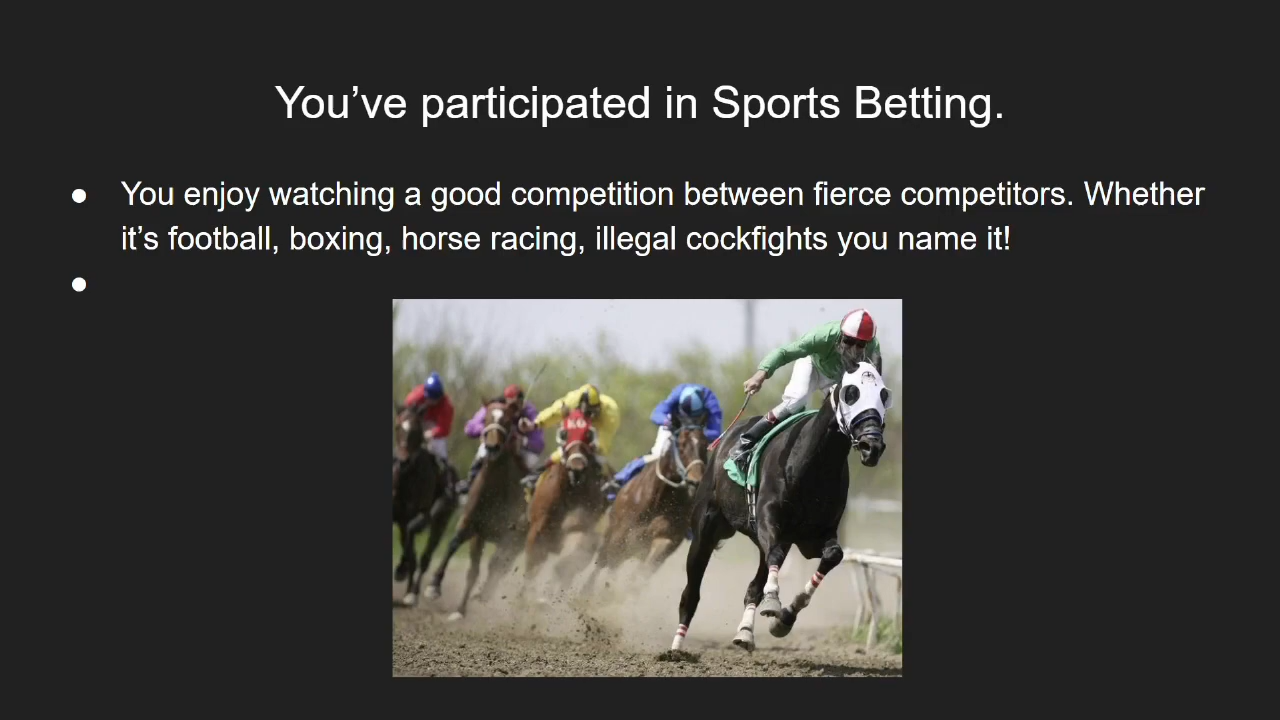 You’ve participated in Sports Betting.
● You enjoy watching a good competition between fierce competitors. Whether
it’s football, boxing, horse racing, illegal cockfights you name it!
●